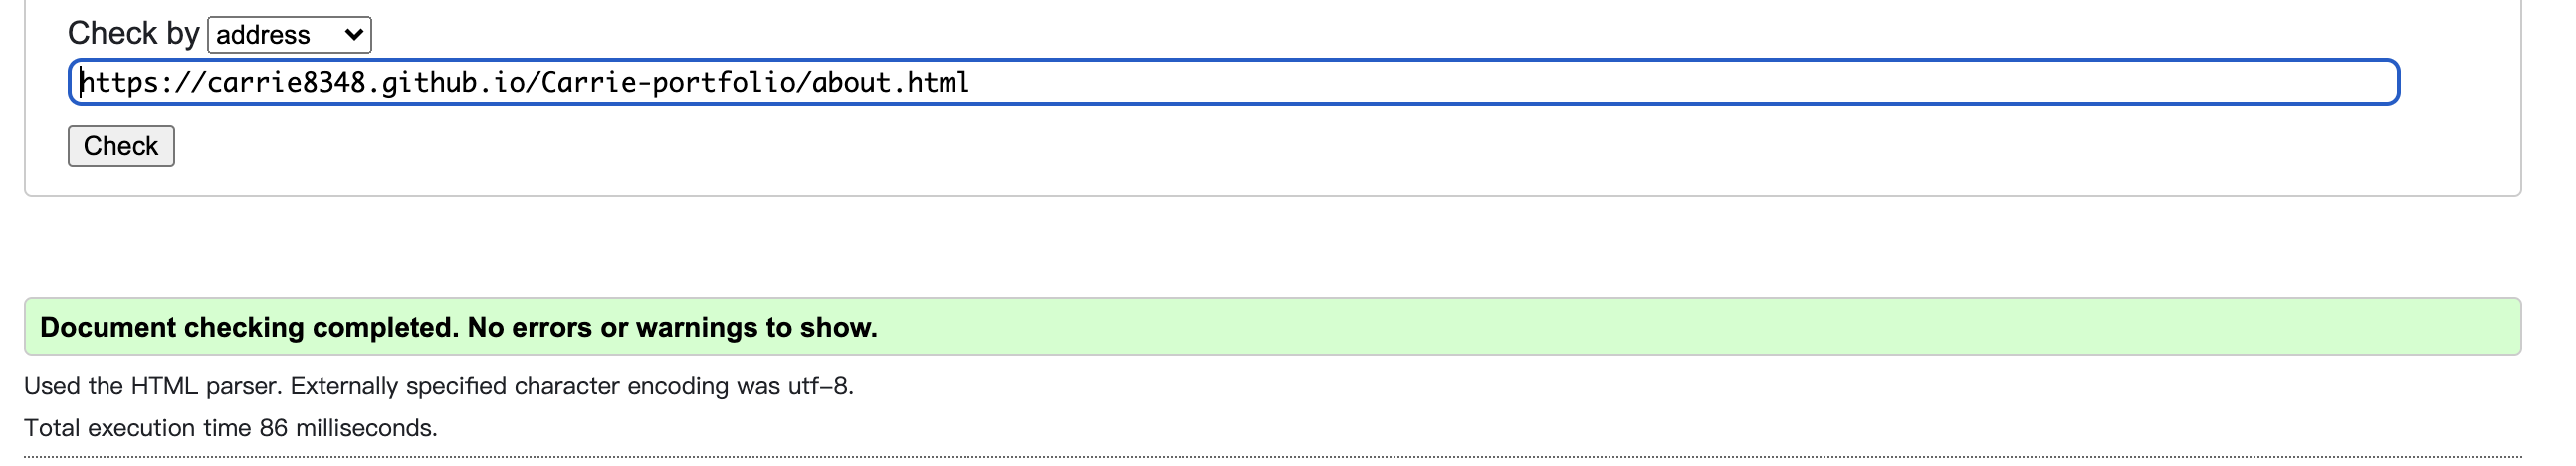 Check by address
https://carrie8348.github.io/Carrie-portfolio/about.html
Check
Document checking completed. No errors or warnings to show.
Used the HTML parser. Externally specified character encoding was utf-8.
Total execution time 86 milliseconds.